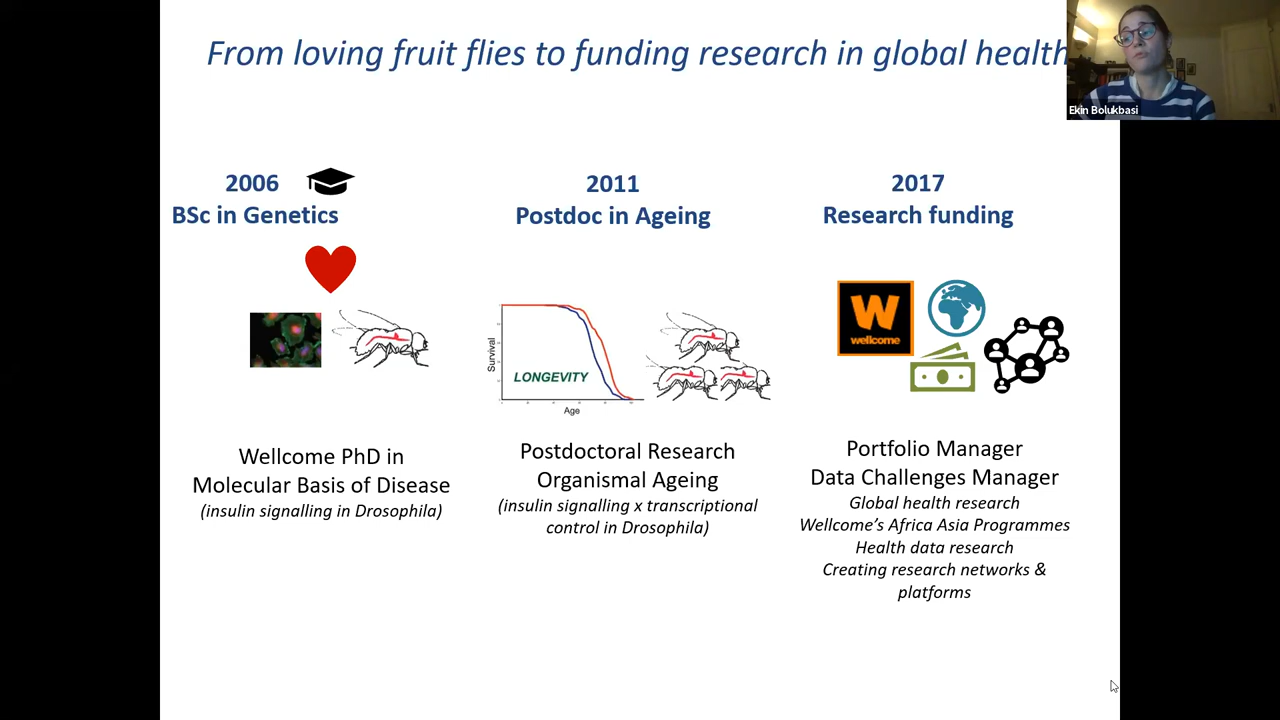 From loving fruit flies to funding research in global health
Ekin Bolukbasi
2006
BSc in Genetics
2011
Postdoc in Ageing
2017
Research funding
Survival
LONGEVITY
Age
W
wellcome
Wellcome PhD in
Molecular Basis of Disease
(insulin signalling in Drosophila)
Postdoctoral Research
Organismal Ageing
(insulin signalling x transcriptional
control in Drosophila)
Portfolio Manager
Data Challenges Manager
Global health research
Wellcome's Africa Asia Programmes
Health data research
Creating research networks &
platforms